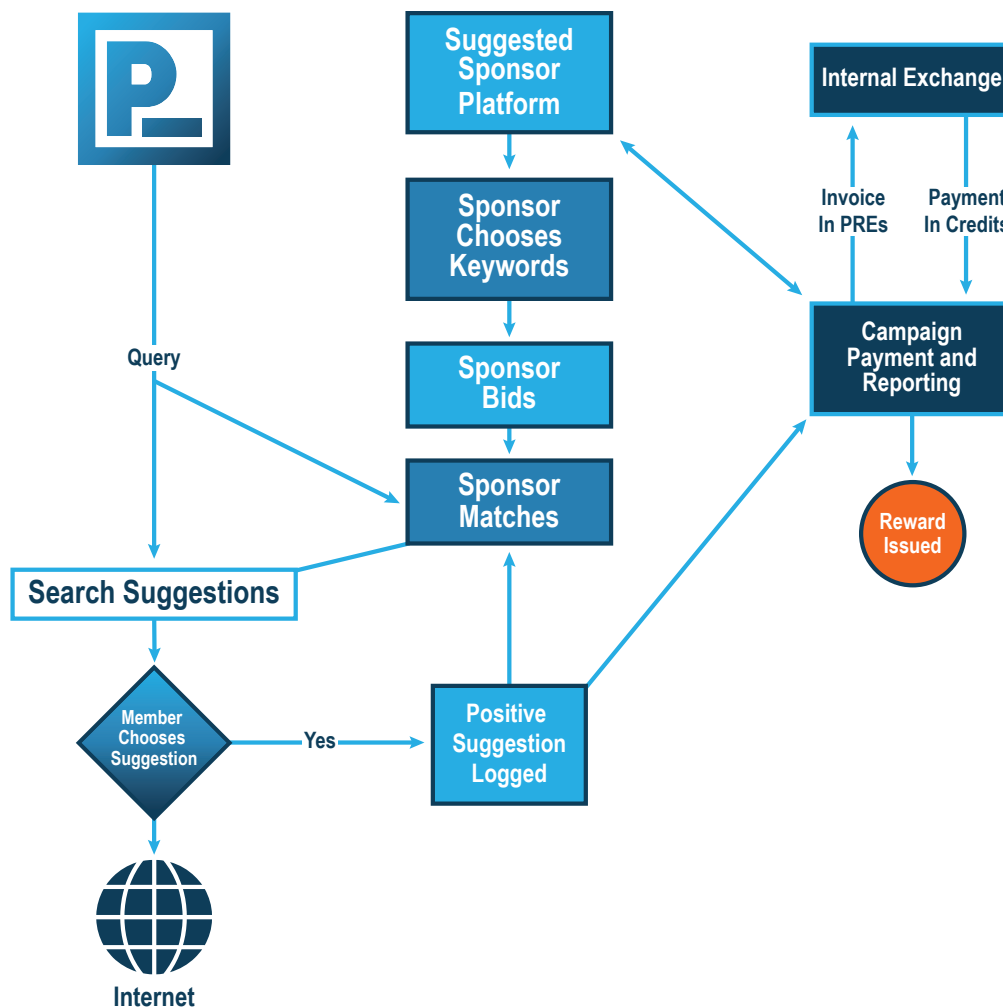 P
Suggested
Sponsor
Platform
Internal Exchange
Sponsor
Chooses
Keywords
Invoice
In PREs
Payment
In Credits
Query
Sponsor
Bids
Campaign
Payment and
Reporting
Sponsor
Matches
Reward
Issued
Search Suggestions
Member
Chooses
Suggestion
Yes
Positive
Suggestion
Logged
Internet